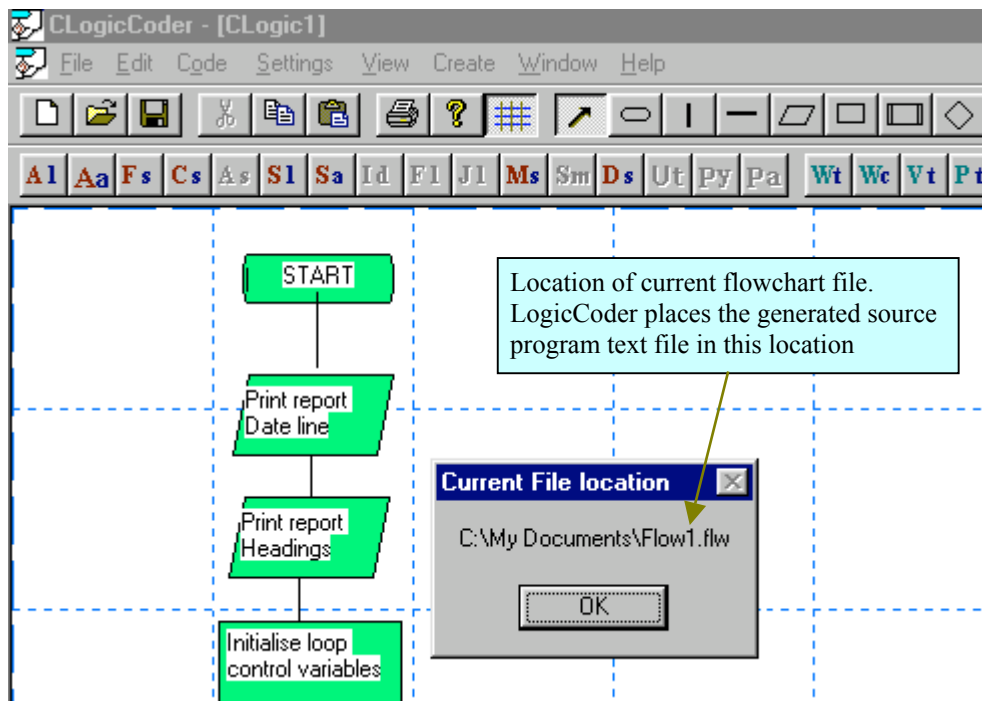 CLogicCoder - [CLogic1]
File Edit Code Settings View Create Window Help
Al Aa Fs Cs As Sl Sa Id Fl Jl Ms Sm Ds Ut Py Pa Wt Wc Vt Pt
START
Location of current flowchart file.
LogicCoder places the generated source
program text file in this location
Print report
Date line
Current File location
C:\My Documents\Flow1.flw
OK
Print report
Headings
Initialise loop
control variables